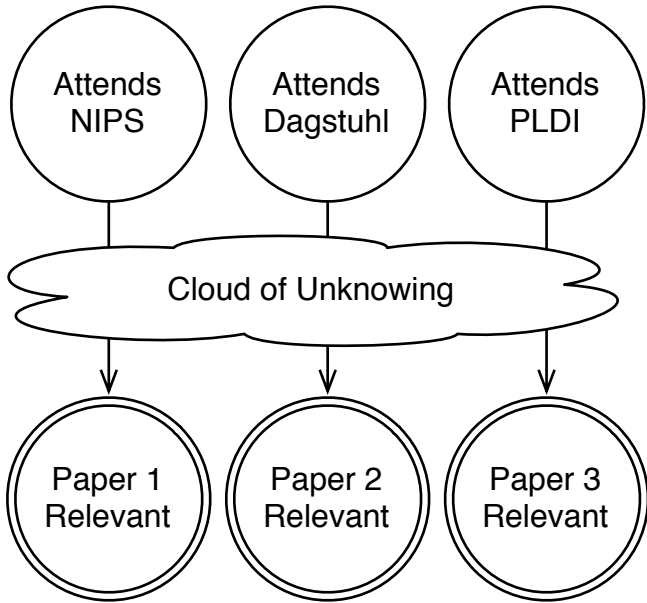 Attends
NIPS
Attends
Dagstuhl
Attends
PLDI
Cloud of Unknowing
Paper 1
Relevant
Paper 2
Relevant
Paper 3
Relevant